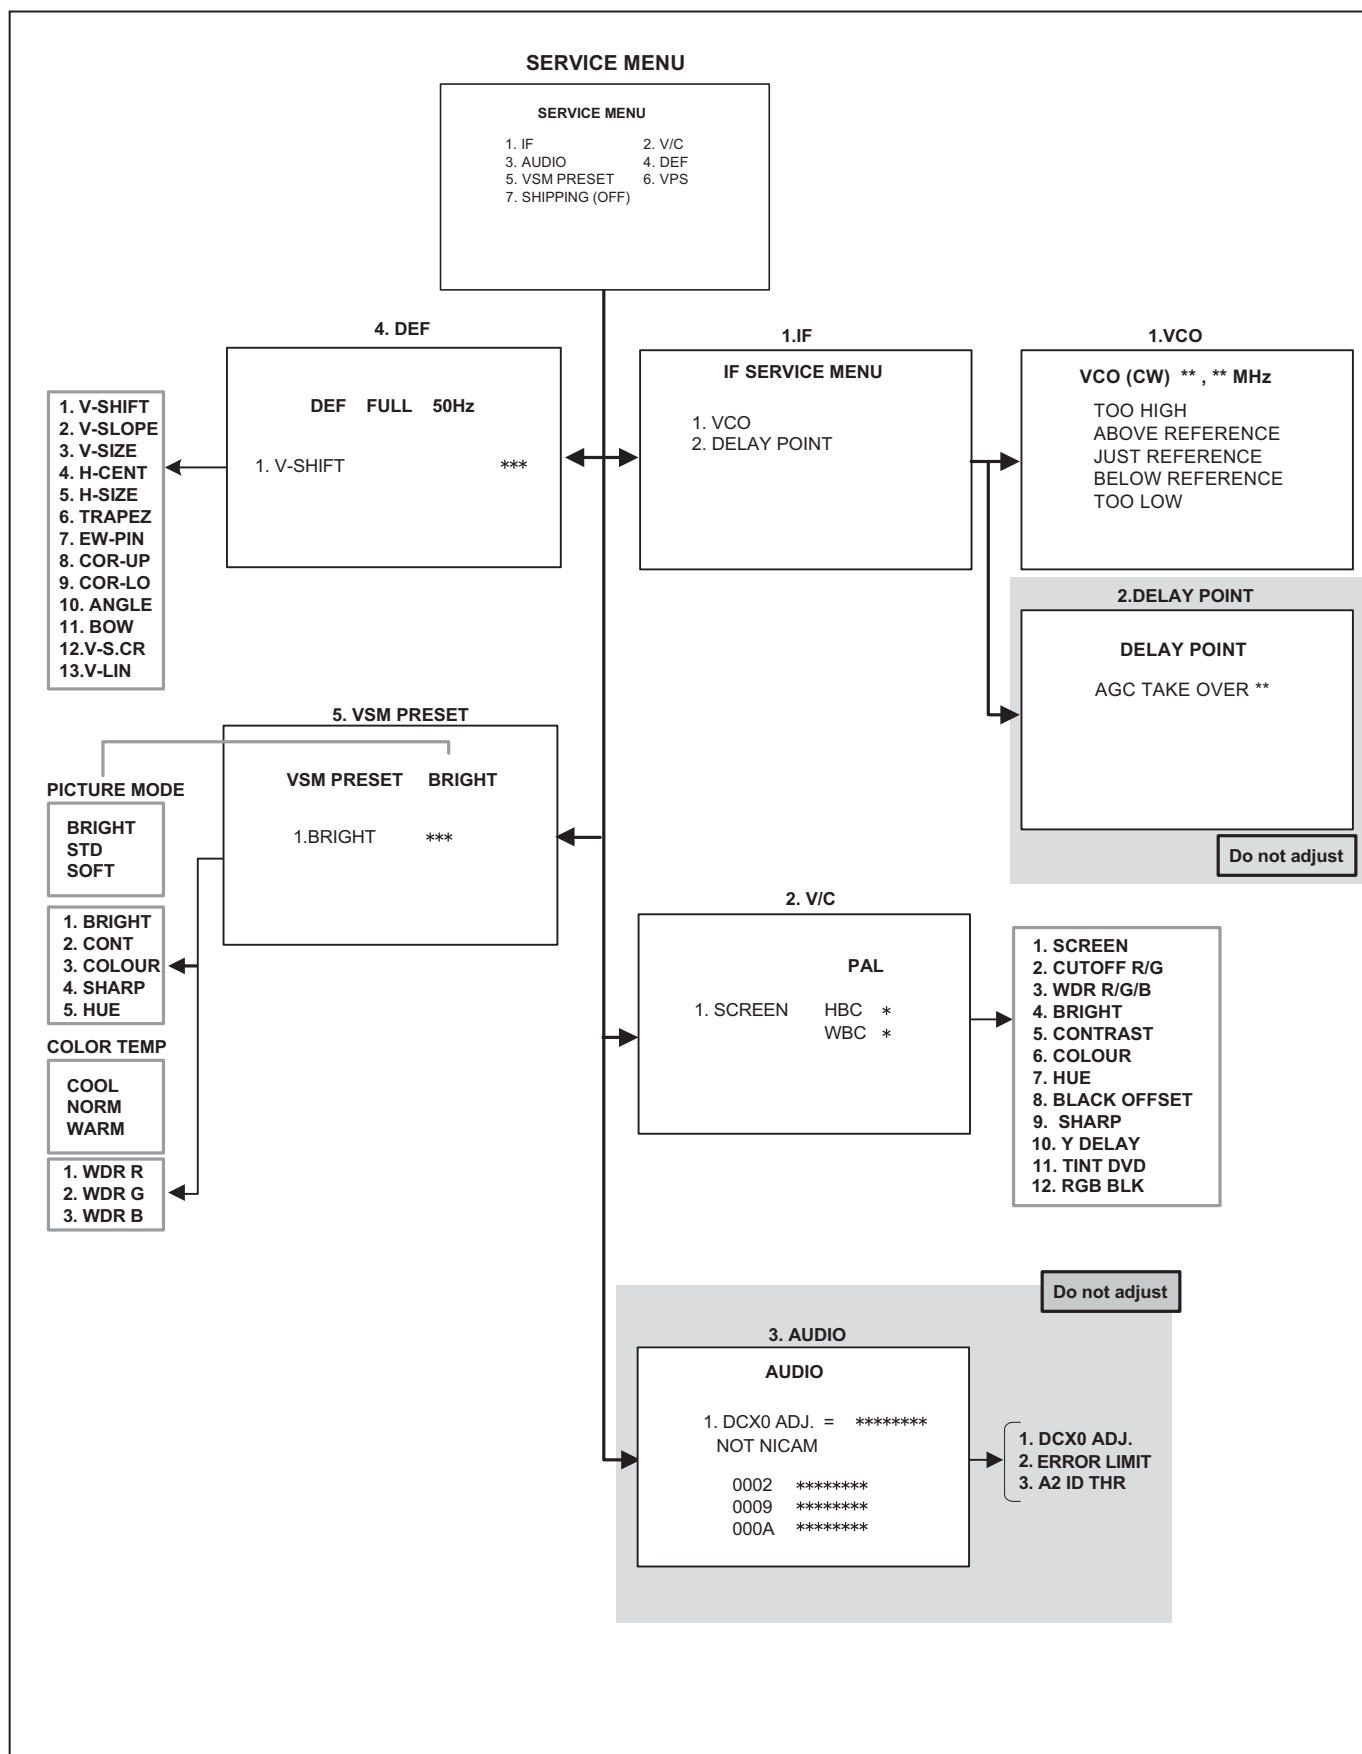 SERVICE MENU
SERVICE MENU
1. IF 2. V/C
3. AUDIO 4. DEF
5. VSM PRESET 6. VPS
7. SHIPPING (OFF)
4. DEF
DEF FULL 50Hz
1. V-SHIFT ***
1. V-SHIFT
2. V-SLOPE
3. V-SIZE
4. H-CENT
5. H-SIZE
6. TRAPEZ
7. EW-PIN
8. COR-UP
9. COR-LO
10. ANGLE
11. BOW
12.V-S.CR
13.V-LIN
1.IF
IF SERVICE MENU
1. VCO
2. DELAY POINT
1.VCO
VCO (CW) ** , ** MHz
TOO HIGH
ABOVE REFERENCE
JUST REFERENCE
BELOW REFERENCE
TOO LOW
2.DELAY POINT
DELAY POINT
AGC TAKE OVER **
Do not adjust
5. VSM PRESET
VSM PRESET BRIGHT
1.BRIGHT ***
PICTURE MODE
BRIGHT
STD
SOFT
1. BRIGHT
2. CONT
3. COLOUR
4. SHARP
5. HUE
COLOR TEMP
COOL
NORM
WARM
1. WDR R
2. WDR G
3. WDR B
2. V/C
PAL
1. SCREEN HBC *
WBC *
1. SCREEN
2. CUTOFF R/G
3. WDR R/G/B
4. BRIGHT
5. CONTRAST
6. COLOUR
7. HUE
8. BLACK OFFSET
9. SHARP
10. Y DELAY
11. TINT DVD
12. RGB BLK
Do not adjust
3. AUDIO
AUDIO
1. DCX0 ADJ. = ********
NOT NICAM
0002 ********
0009 ********
000A ********
1. DCX0 ADJ.
2. ERROR LIMIT
3. A2 ID THR